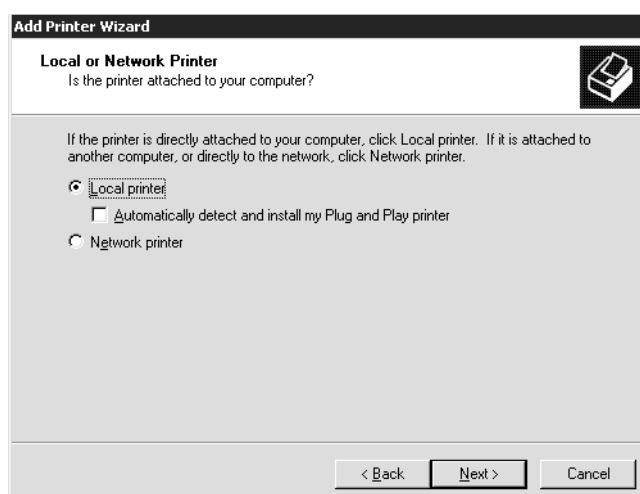 Add Printer Wizard
Local or Network Printer
Is the printer attached to your computer?
If the printer is directly attached to your computer, click Local printer. If it is attached to
another computer, or directly to the network, click Network printer.
Local printer
Automatically detect and install my Plug and Play printer
Network printer
< Back Next > Cancel